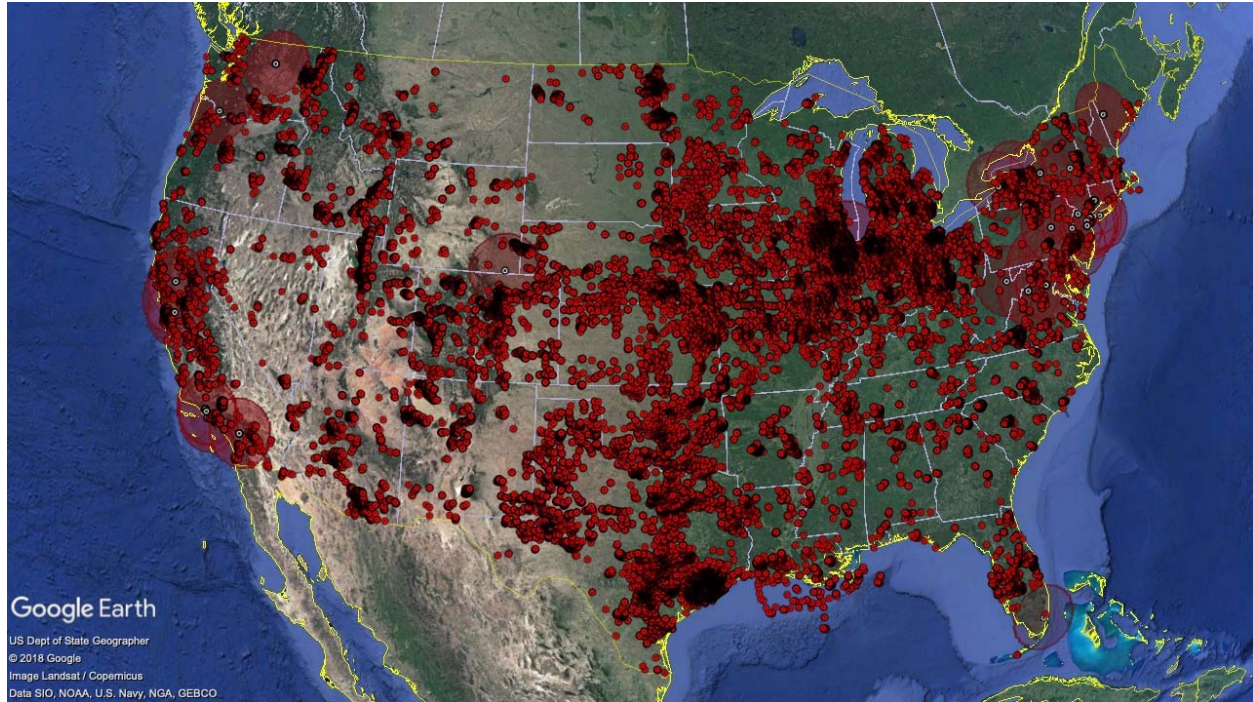 Google Earth
US Dept of State Geographer
© 2018 Google
Image Landsat / Copernicus
Data SIO, NOAA, U.S. Navy, NGA, GEBCO